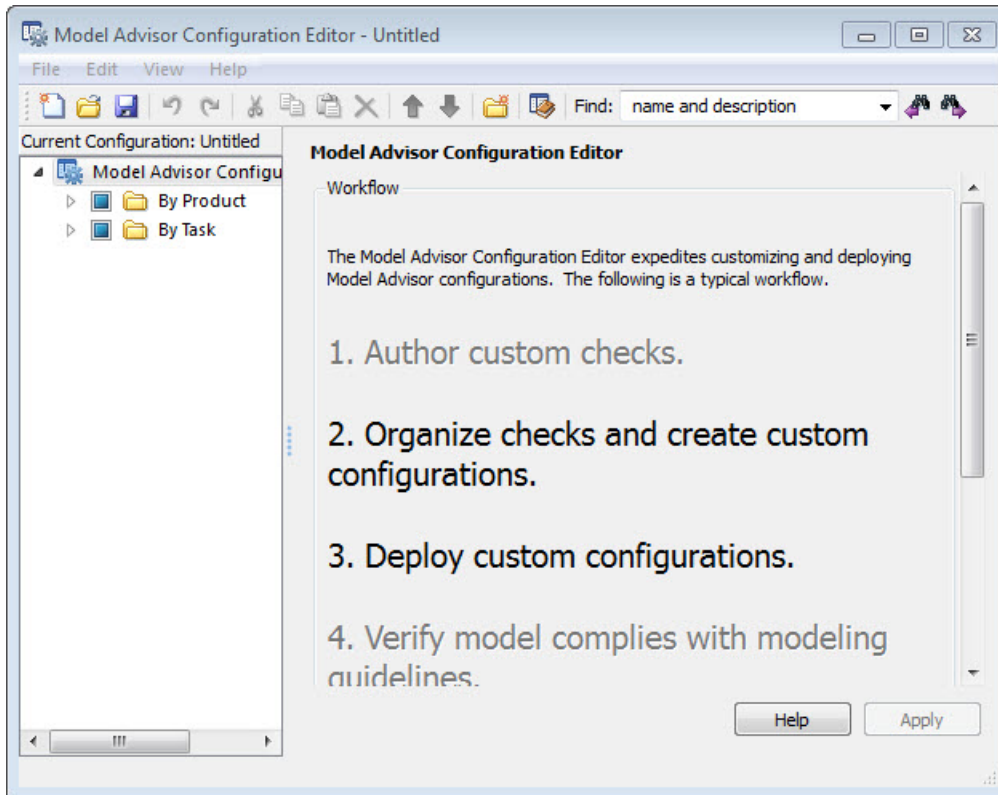 Model Advisor Configuration Editor - Untitled
File Edit View Help
Find: name and description
Current Configuration: Untitled
Model Advisor Configu
By Product
By Task
Model Advisor Configuration Editor
Workflow
The Model Advisor Configuration Editor expedites customizing and deploying
Model Advisor configurations. The following is a typical workflow.
1. Author custom checks.
2. Organize checks and create custom
configurations.
3. Deploy custom configurations.
4. Verify model complies with modeling
guidelines.
Help Apply